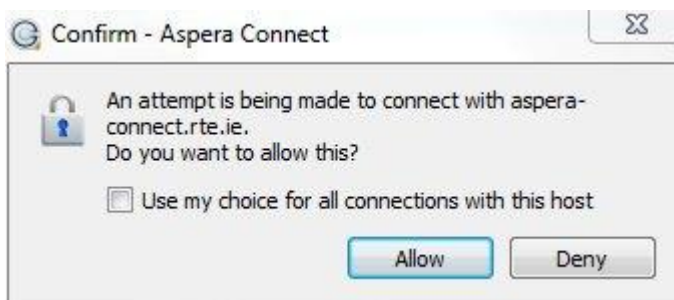 Confirm - Aspera Connect
An attempt is being made to connect with aspera-
connect.rte.ie.
Do you want to allow this?
Use my choice for all connections with this host
Allow
Deny